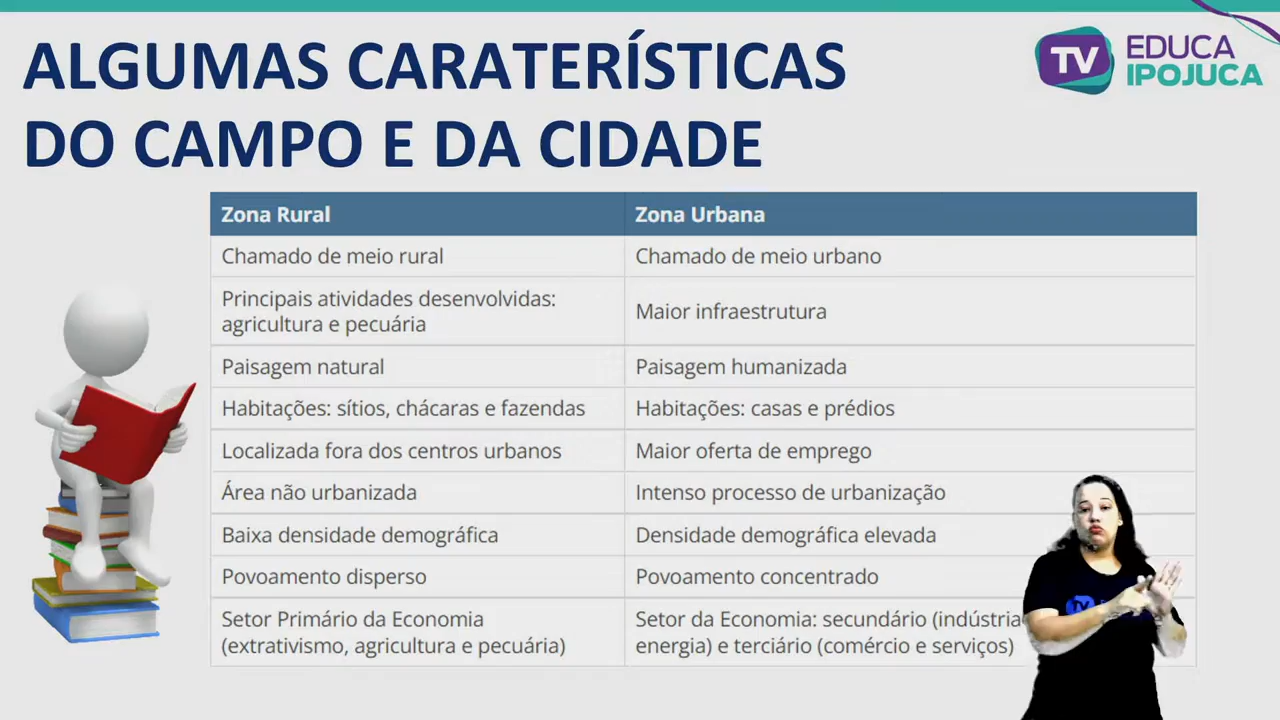 ALGUMAS CARATERÍSTICAS
DO CAMPO E DA CIDADE
TV EDUCA
IPOJUCA
Zona Rural Zona Urbana
Chamado de meio rural Chamado de meio urbano
Principais atividades desenvolvidas:
agricultura e pecuária Maior infraestrutura
Paisagem natural Paisagem humanizada
Habitações: sítios, chácaras e fazendas Habitações: casas e prédios
Localizada fora dos centros urbanos Maior oferta de emprego
Área não urbanizada Intenso processo de urbanização
Baixa densidade demográfica Densidade demográfica elevada
Povoamento disperso Povoamento concentrado
Setor Primário da Economia
(extrativismo, agricultura e pecuária)
Setor da Economia: secundário (indústria
energia) e terciário (comércio e serviços)
TV